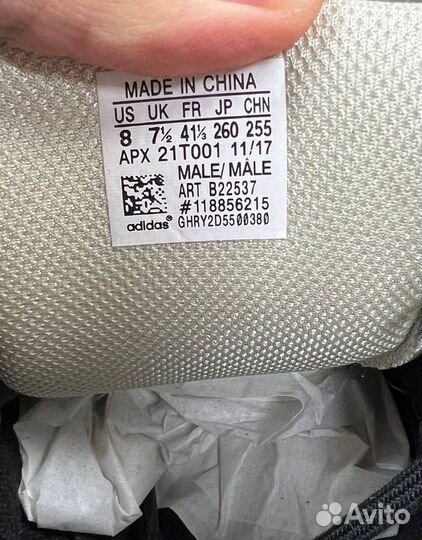 MADE IN CHINA
US UK FR JP CHN
8 7½ 41⅓ 260 255
APX 21T001 11/17
MALE/ MÂLE
ART B22537
#118856215
adidas GHRY2D5500380
Avito